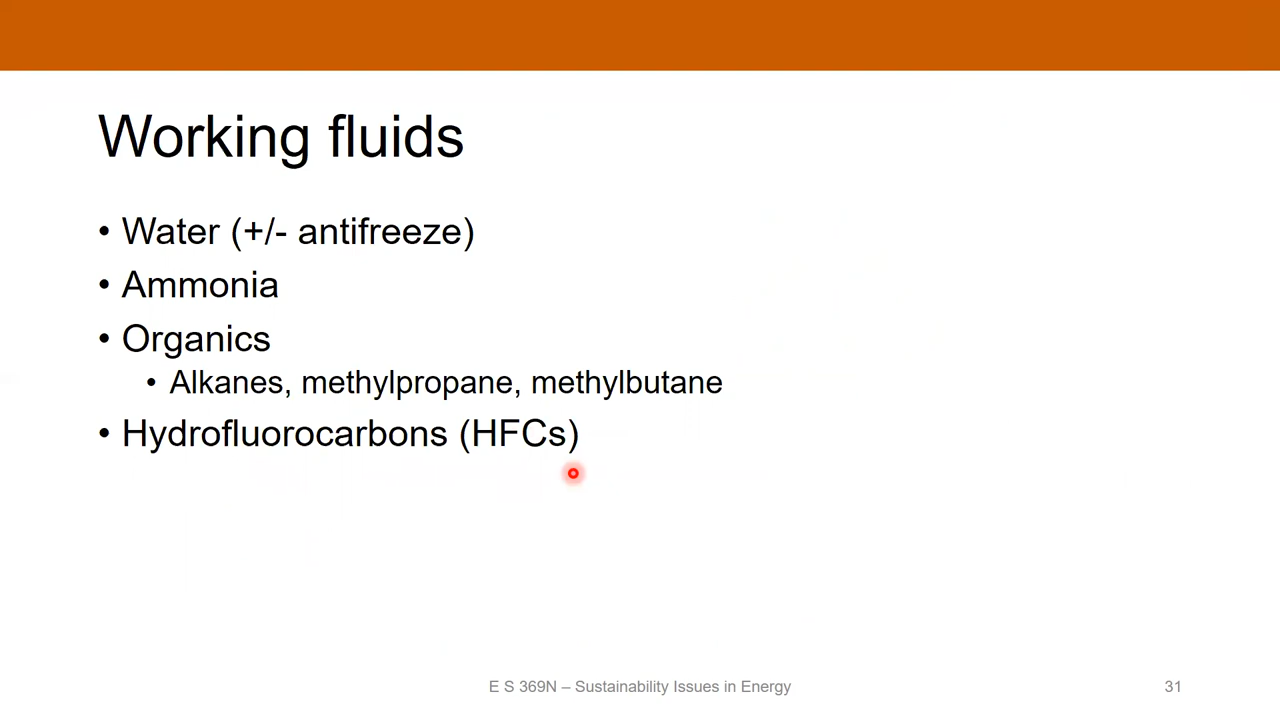 Working fluids
• Water (+/- antifreeze)
• Ammonia
• Organics
• Alkanes, methylpropane, methylbutane
• Hydrofluorocarbons (HFCs)
E S 369N – Sustainability Issues in Energy
31